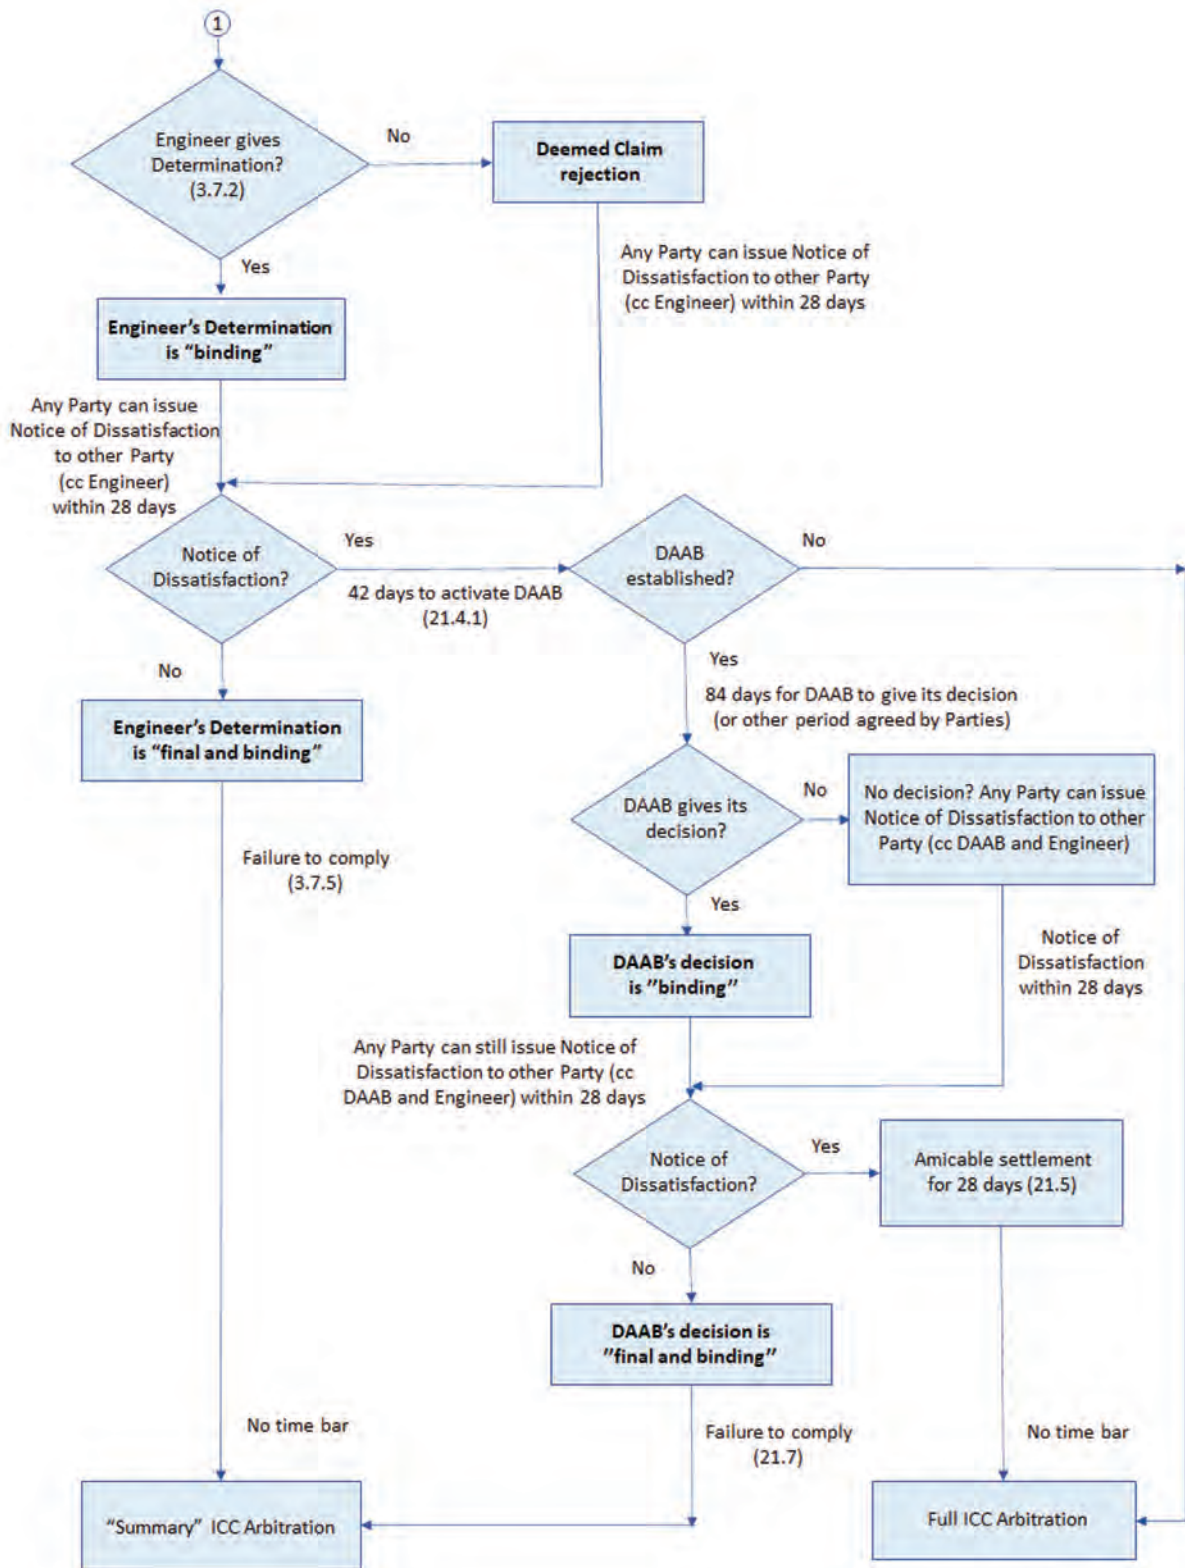 1
Engineer gives
Determination?
(3.7.2)
No
Deemed Claim
rejection
Yes
Any Party can issue Notice of
Dissatisfaction to other Party
(cc Engineer) within 28 days
Engineer’s Determination
is “binding”
Any Party can issue
Notice of Dissatisfaction
to other Party
(cc Engineer)
within 28 days
Notice of
Dissatisfaction?
Yes
42 days to activate DAAB
(21.4.1)
DAAB
established?
No
No
Yes
84 days for DAAB to give its decision
(or other period agreed by Parties)
Engineer’s Determination
is “final and binding”
DAAB gives its
decision?
No
No decision? Any Party can issue
Notice of Dissatisfaction to other
Party (cc DAAB and Engineer)
Failure to comply
(3.7.5)
Yes
DAAB’s decision
is ”binding”
Notice of
Dissatisfaction
within 28 days
Any Party can still issue Notice of
Dissatisfaction to other Party (cc
DAAB and Engineer) within 28 days
Notice of
Dissatisfaction?
Yes
Amicable settlement
for 28 days (21.5)
No
DAAB’s decision is
”final and binding”
No time bar
Failure to comply
(21.7)
No time bar
“Summary” ICC Arbitration
Full ICC Arbitration